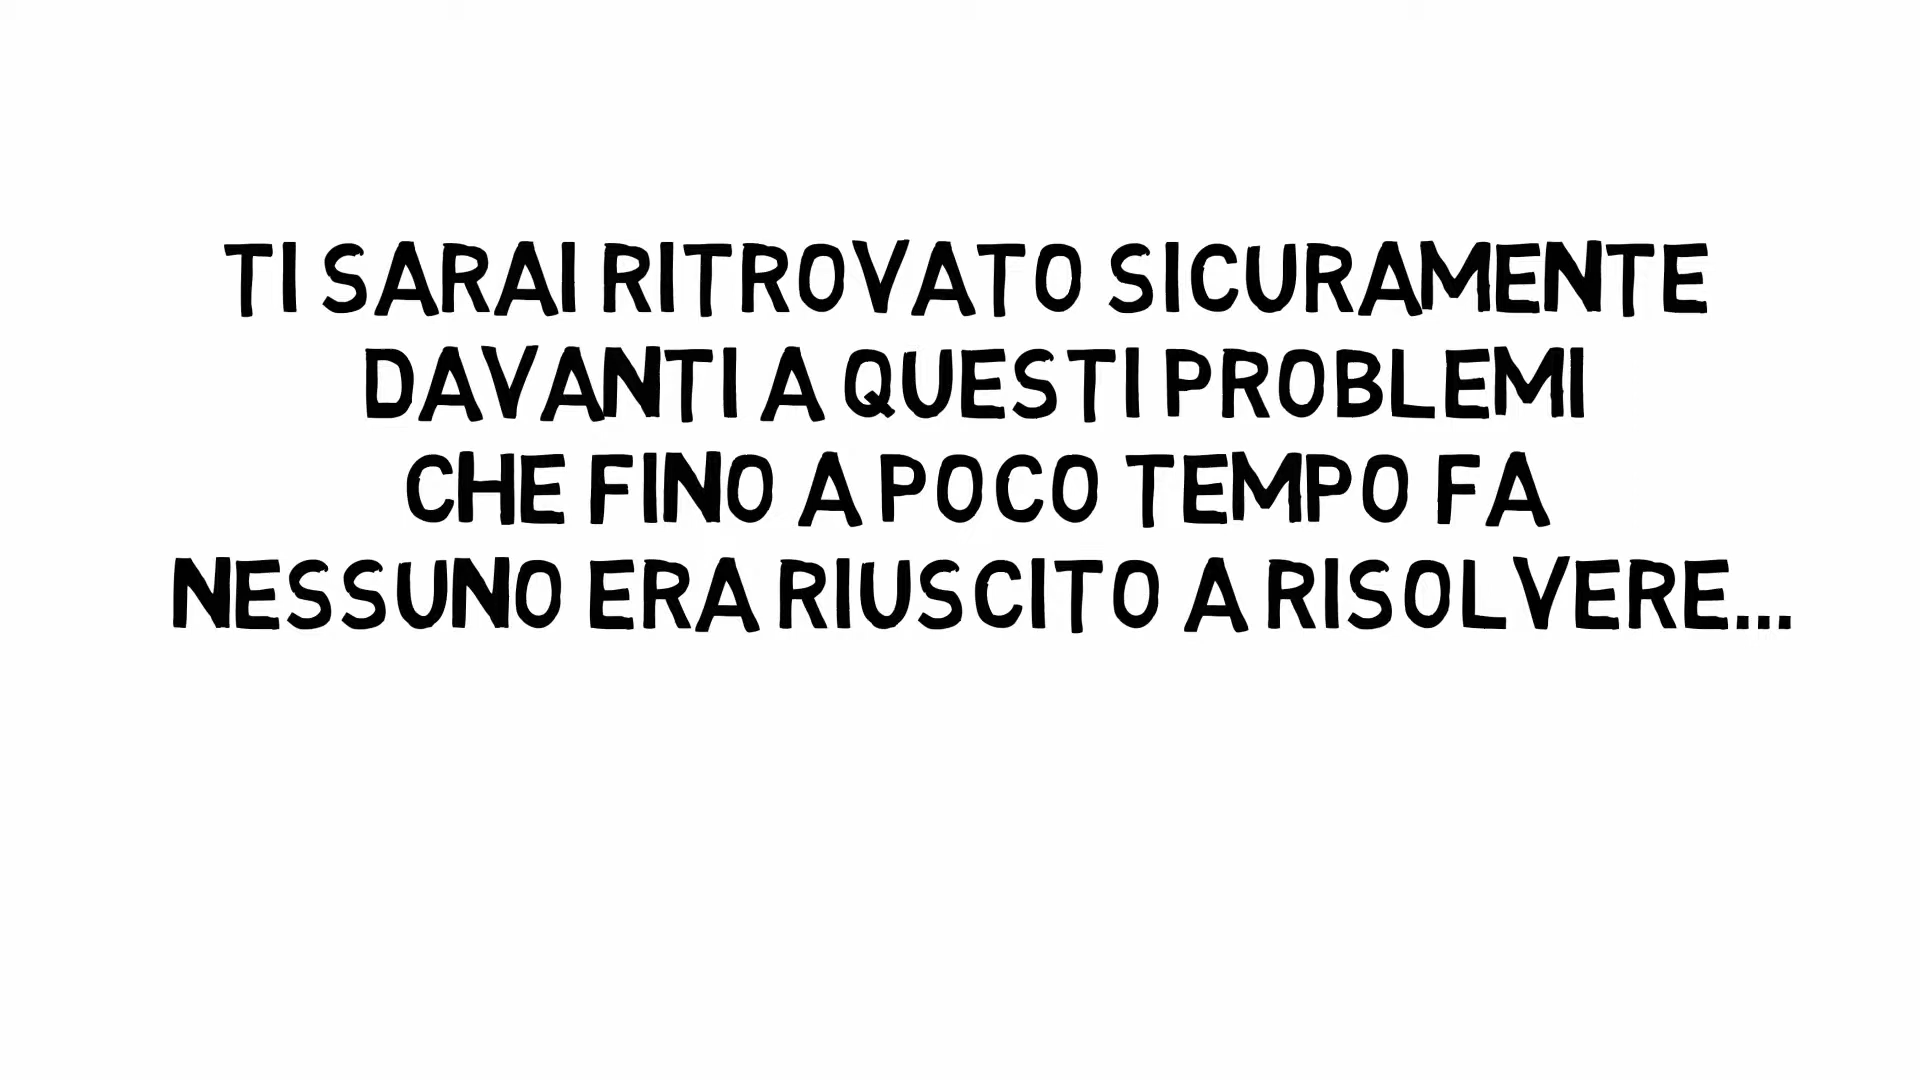 TI SARAI RITROVATO SICURAMENTE
DAVANTI A QUESTI PROBLEMI
CHE FINO A POCO TEMPO FA
NESSUNO ERA RIUSCITO A RISOLVERE...